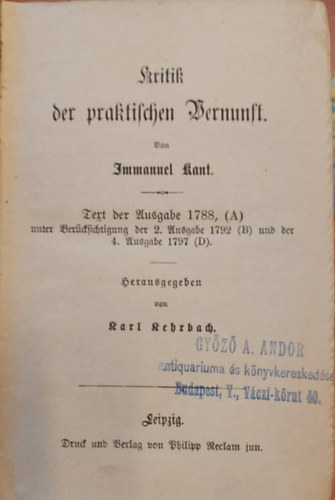 Kritik
der praktischen Vernunft.
Von
Immanuel Kant.
Text der Ausgabe 1788, (A)
unter Berücksichtigung der 2. Ausgabe 1792 (B) und der
4. Ausgabe 1797 (D).
Herausgegeben
von
Karl Kehrbach.
GYŐZŐ A. ANDOR
antiquariuma és könyvkereskedése
Budapest, V., Váczi-körut 40.
Leipzig.
Druck und Verlag von Philipp Reclam jun.